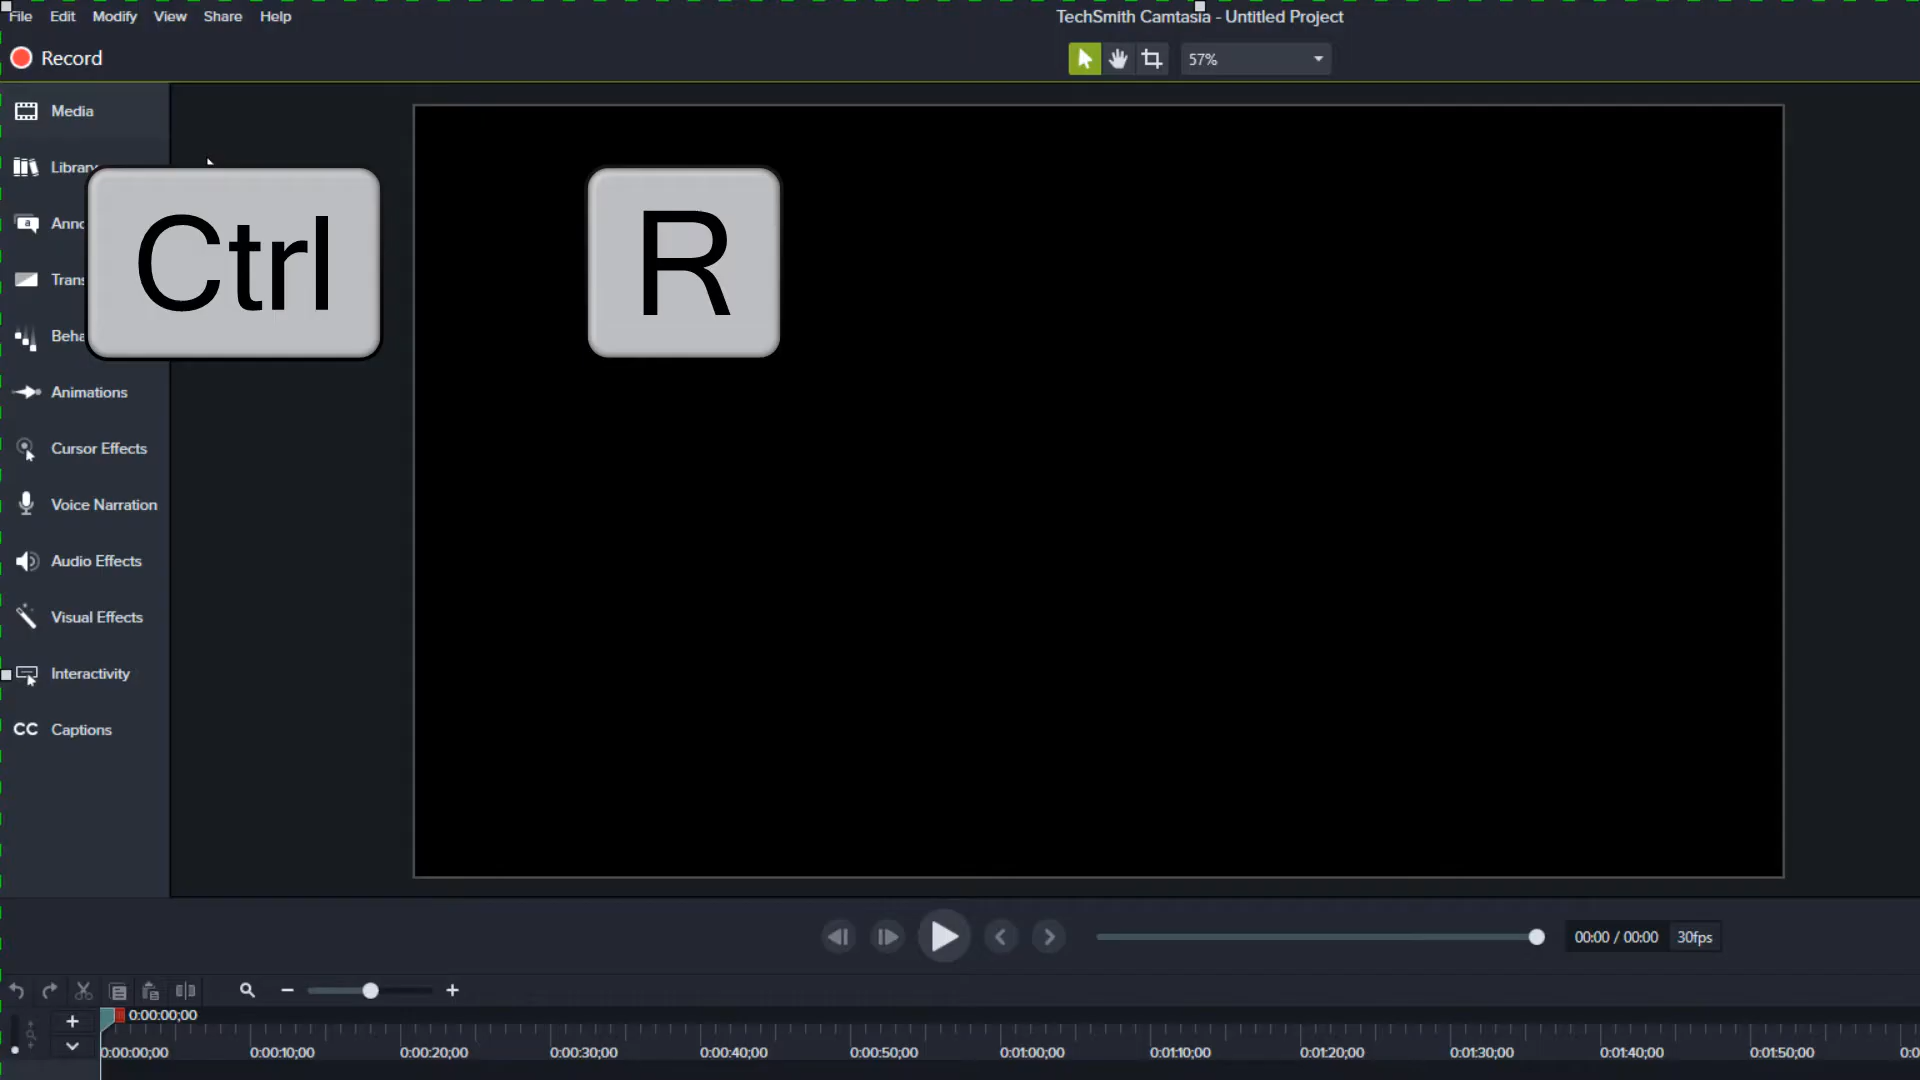 File Edit Modify View Share Help
TechSmith Camtasia - Untitled Project
Record
57%
Media
Library
Anno
Trans
Beha
Animations
Cursor Effects
Voice Narration
Audio Effects
Visual Effects
Interactivity
CC Captions
Ctrl
R
00:00 / 00:00 30fps
0:00:00;00
0:00:00;00 0:00:10;00 0:00:20;00 0:00:30;00 0:00:40;00 0:00:50;00 0:01:00;00 0:01:10;00 0:01:20;00 0:01:30;00 0:01:40;00 0:01:50;00